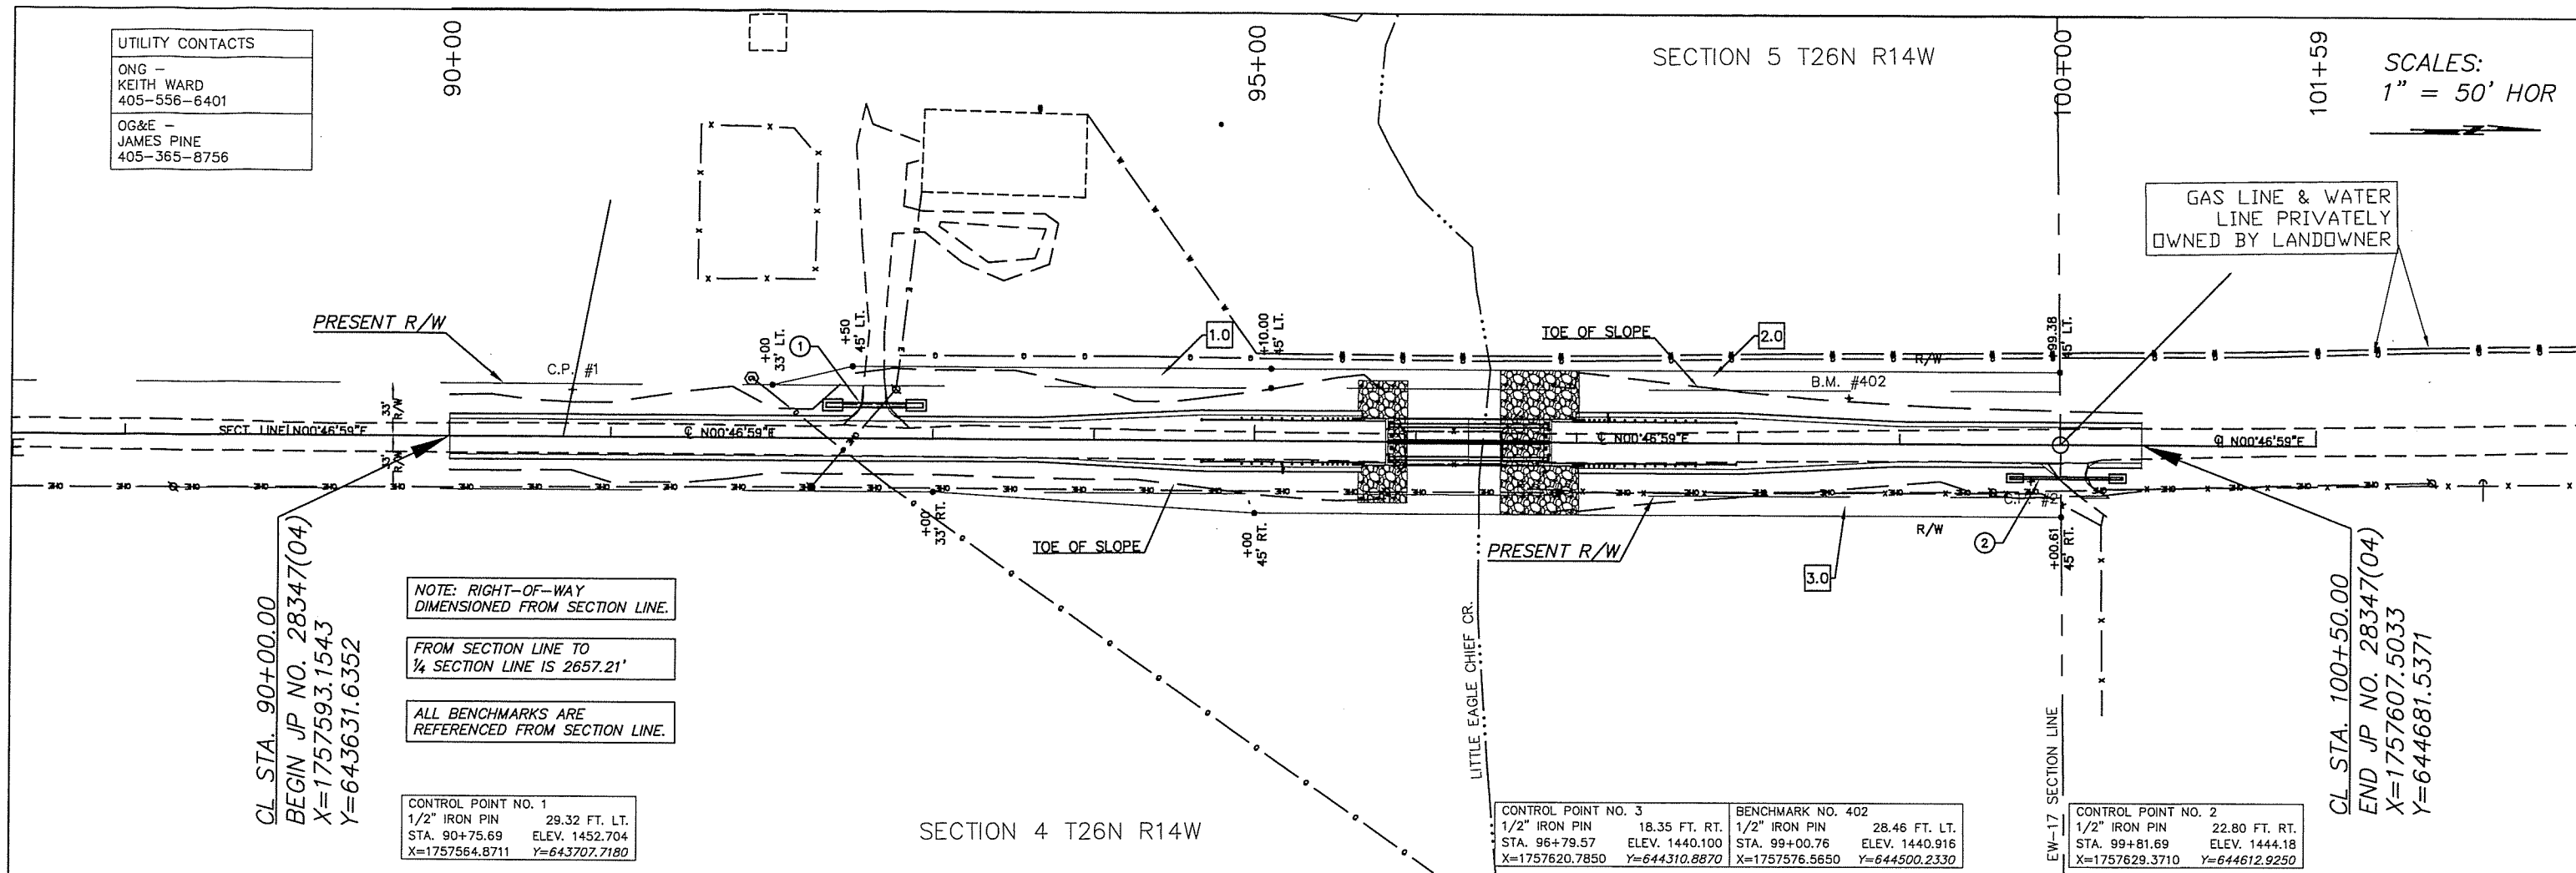 UTILITY CONTACTS
ONG –
KEITH WARD
405-556-6401
OG&E –
JAMES PINE
405-365-8756
90+00
95+00
SECTION 5 T26N R14W
100+00
101+59
SCALES:
1" = 50' HOR
GAS LINE & WATER
LINE PRIVATELY
OWNED BY LANDOWNER
PRESENT R/W
C.P. #1
+00
33' LT.
+50
45' LT.
1
1.0
+10.00
45' LT.
TOE OF SLOPE
2.0
R/W
B.M. #402
+99.38
45' LT.
33'
R/W
33'
R/W
SECT. LINE N00°46'59"E
℄ N00°46'59"E
℄ N00°46'59"E
℄ N00°46'59"E
+00
33' RT.
TOE OF SLOPE
+00
45' RT.
PRESENT R/W
3.0
R/W
2
C.P. #2
+00.61
45' RT.
CL STA. 90+00.00
BEGIN JP NO. 28347(04)
X=1757593.1543
Y=643631.6352
NOTE: RIGHT-OF-WAY
DIMENSIONED FROM SECTION LINE.
FROM SECTION LINE TO
¼ SECTION LINE IS 2657.21'
ALL BENCHMARKS ARE
REFERENCED FROM SECTION LINE.
LITTLE EAGLE CHIEF CR.
EW-17 SECTION LINE
CL STA. 100+50.00
END JP NO. 28347(04)
X=1757607.5033
Y=644681.5371
CONTROL POINT NO. 1
1/2" IRON PIN 29.32 FT. LT.
STA. 90+75.69 ELEV. 1452.704
X=1757564.8711 Y=643707.7180
SECTION 4 T26N R14W
CONTROL POINT NO. 3
1/2" IRON PIN 18.35 FT. RT.
STA. 96+79.57 ELEV. 1440.100
X=1757620.7850 Y=644310.8870
BENCHMARK NO. 402
1/2" IRON PIN 28.46 FT. LT.
STA. 99+00.76 ELEV. 1440.916
X=1757576.5650 Y=644500.2330
CONTROL POINT NO. 2
1/2" IRON PIN 22.80 FT. RT.
STA. 99+81.69 ELEV. 1444.18
X=1757629.3710 Y=644612.9250